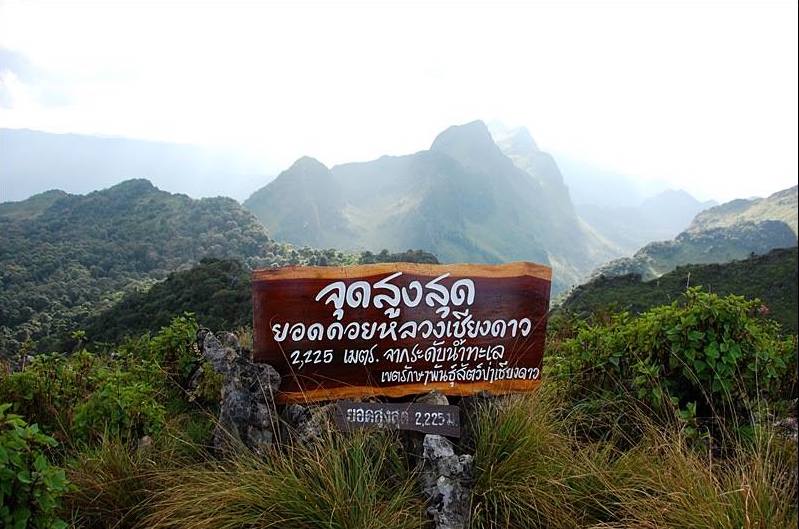 จุดสูงสุด
ยอดดอยหลวงเชียงดาว
2,225 เมตร. จากระดับน้ำทะเล
เขตรักษาพันธุ์สัตว์ป่าเชียงดาว
ยอดสูงสุด 2,225 ม.